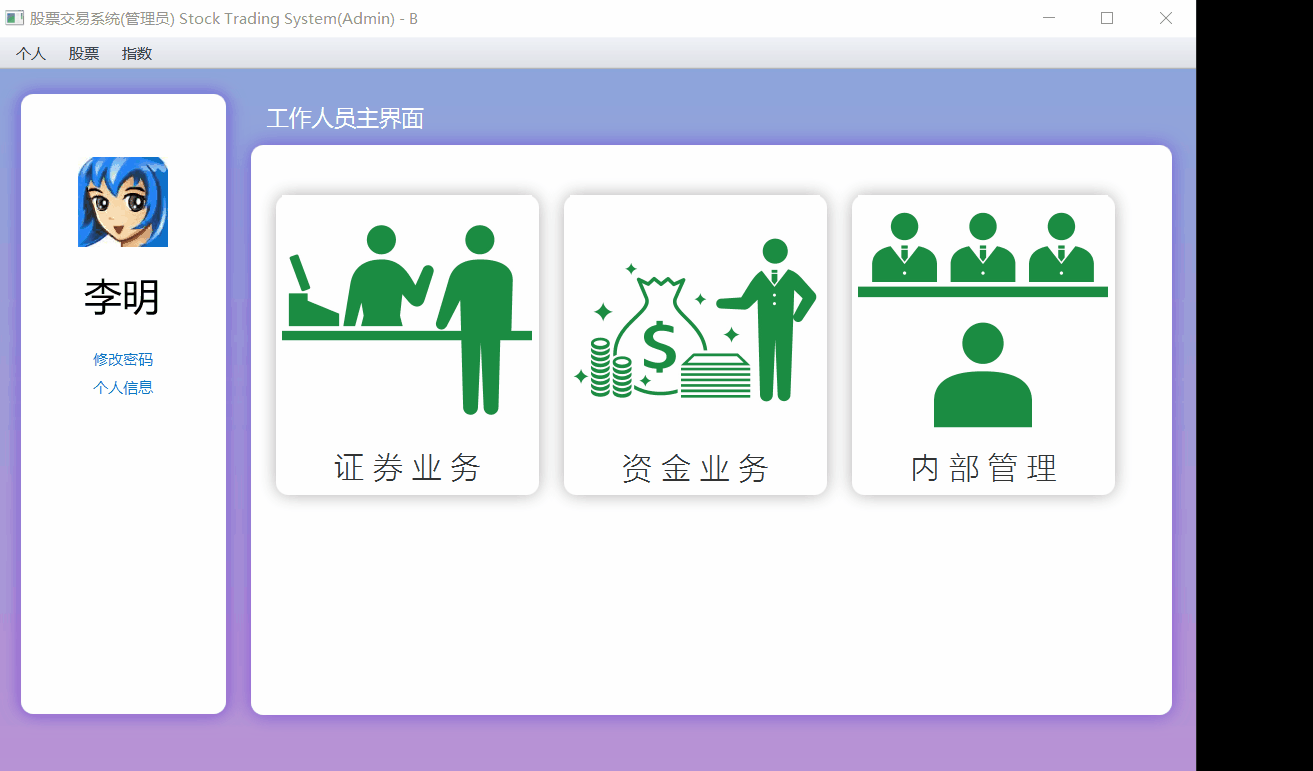 股票交易系统(管理员) Stock Trading System(Admin) - B
个人 股票 指数
工作人员主界面
李明
修改密码
个人信息
$
证券业务
资金业务
内部管理